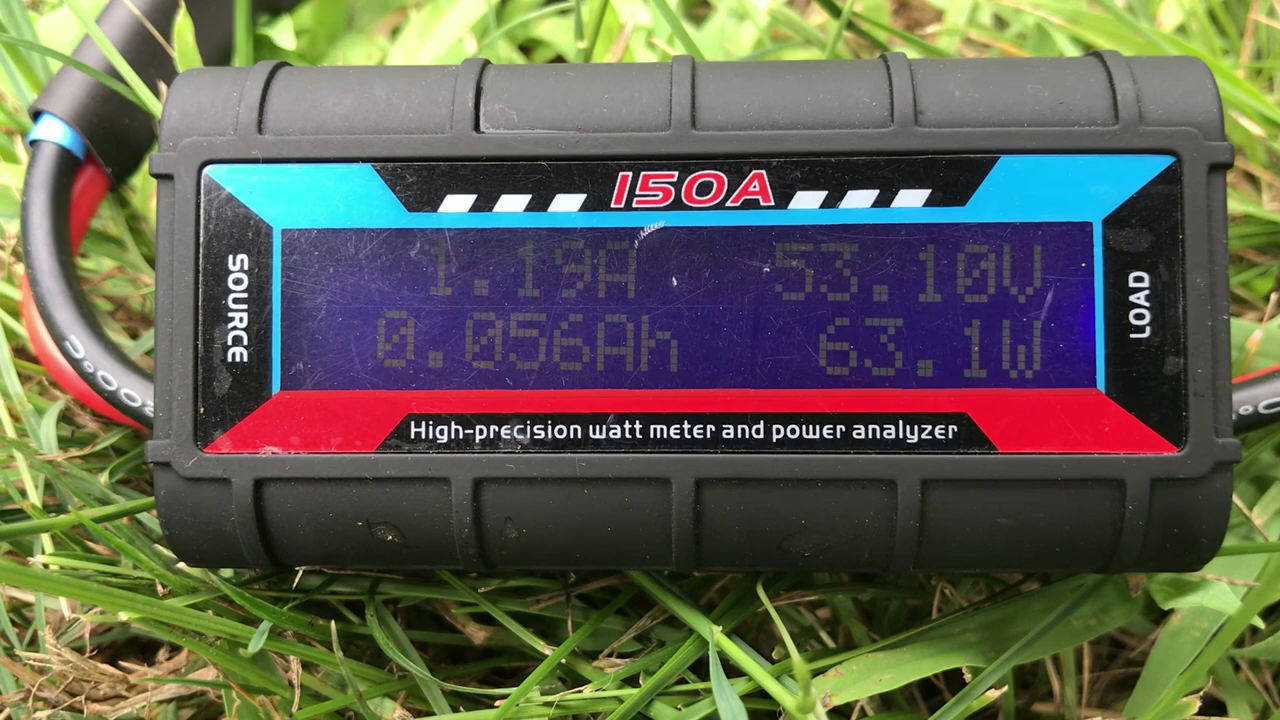 150A
SOURCE
1.19A 53.10V
0.056Ah 63.1W
LOAD
High-precision watt meter and power analyzer